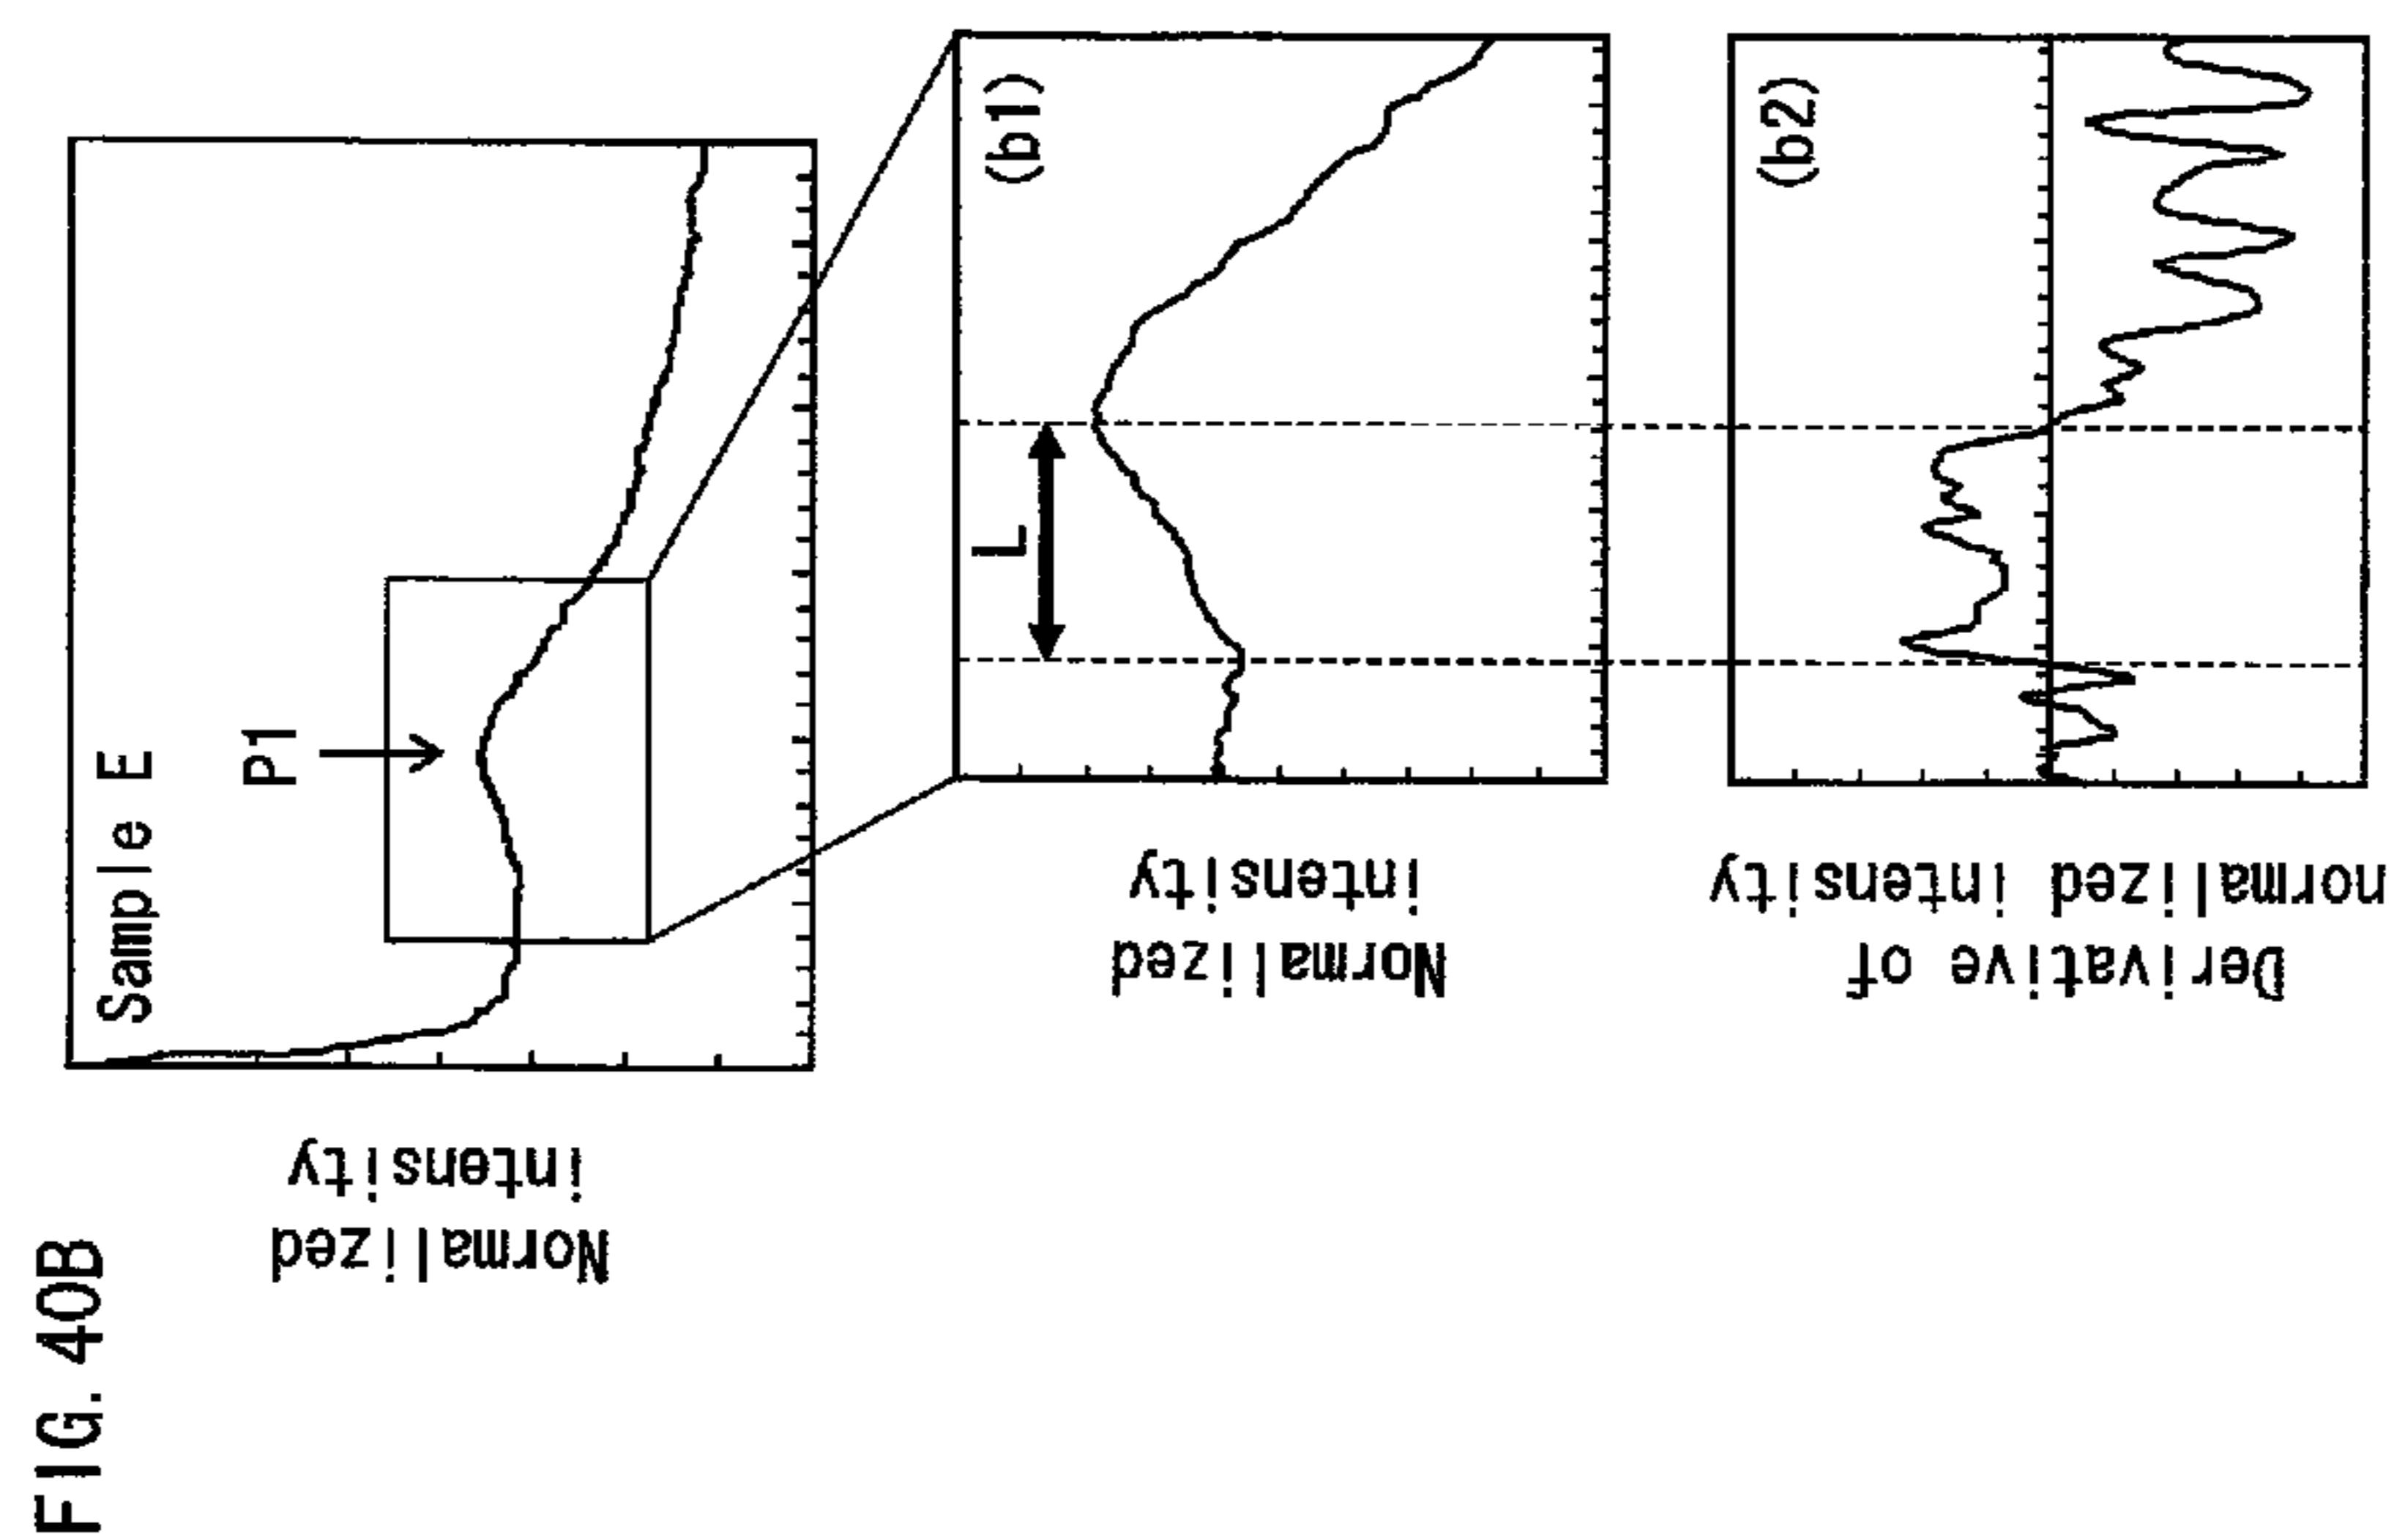 FIG. 40B
Sample E
P1
Normalized
intensity
(b1)
L
Normalized
intensity
(b2)
Derivative of
normalized intensity